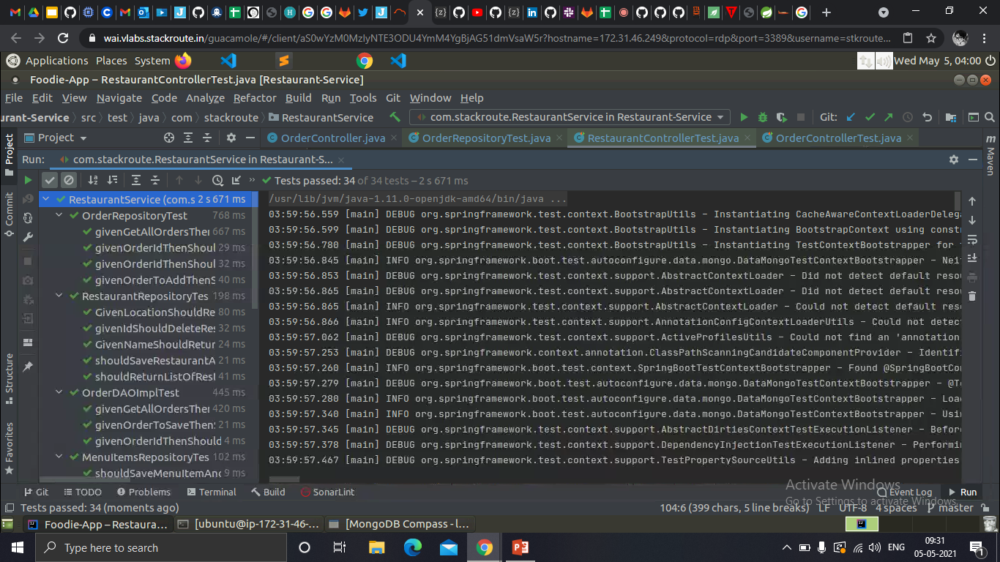 wai.vlabs.stackroute.in/guacamole/#/client/aS0wYzM0MzIyNTE3ODU4YmM4YgBjAG51dmVsaW5r?hostname=172.31.46.249&protocol=rdp&port=3389&username=stkroute...
Applications Places System Wed May 5, 04:00
Foodie-App – RestaurantControllerTest.java [Restaurant-Service]
File Edit View Navigate Code Analyze Refactor Build Run Tools Git Window Help
urant-Service src test java com stackroute RestaurantService com.stackroute.RestaurantService in Restaurant-Service Git:
Project OrderController.java OrderRepositoryTest.java RestaurantControllerTest.java OrderControllerTest.java
Run: com.stackroute.RestaurantService in Restaurant-S...
Tests passed: 34 of 34 tests – 2 s 671 ms
RestaurantService (com.s 2 s 671 ms
OrderRepositoryTest 768 ms
givenGetAllOrdersThe 667 ms
givenOrderIdThenShoul 29 ms
givenOrderIdThenShoul 32 ms
givenOrderToAddThenS 40 ms
RestaurantRepositoryTes 198 ms
GivenLocationShouldRe 80 ms
givenIdShouldDeleteRes 32 ms
GivenNameShouldRetur 24 ms
shouldSaveRestaurantA 21 ms
shouldReturnListOfRest 41 ms
OrderDAOImplTest 445 ms
givenGetAllOrdersThe 420 ms
givenOrderToSaveThen 21 ms
givenOrderIdThenShould 4 ms
MenuItemsRepositoryTes 102 ms
shouldSaveMenuItemAnd 9 ms
/usr/lib/jvm/java-1.11.0-openjdk-amd64/bin/java ...
03:59:56.559 [main] DEBUG org.springframework.test.context.BootstrapUtils - Instantiating CacheAwareContextLoaderDelega
03:59:56.599 [main] DEBUG org.springframework.test.context.BootstrapUtils - Instantiating BootstrapContext using const
03:59:56.780 [main] DEBUG org.springframework.test.context.BootstrapUtils - Instantiating TestContextBootstrapper for
03:59:56.845 [main] INFO org.springframework.boot.test.autoconfigure.data.mongo.DataMongoTestContextBootstrapper - Nei
03:59:56.853 [main] DEBUG org.springframework.test.context.support.AbstractContextLoader - Did not detect default reso
03:59:56.865 [main] DEBUG org.springframework.test.context.support.AbstractContextLoader - Did not detect default reso
03:59:56.865 [main] INFO org.springframework.test.context.support.AbstractContextLoader - Could not detect default res
03:59:56.866 [main] INFO org.springframework.test.context.support.AnnotationConfigContextLoaderUtils - Could not detec
03:59:57.062 [main] DEBUG org.springframework.test.context.support.ActiveProfilesUtils - Could not find an 'annotation
03:59:57.253 [main] DEBUG org.springframework.context.annotation.ClassPathScanningCandidateComponentProvider - Identif
03:59:57.260 [main] INFO org.springframework.boot.test.context.SpringBootTestContextBootstrapper - Found @SpringBootCo
03:59:57.279 [main] DEBUG org.springframework.boot.test.autoconfigure.data.mongo.DataMongoTestContextBootstrapper - @Te
03:59:57.280 [main] INFO org.springframework.boot.test.autoconfigure.data.mongo.DataMongoTestContextBootstrapper - Loa
03:59:57.340 [main] INFO org.springframework.boot.test.autoconfigure.data.mongo.DataMongoTestContextBootstrapper - Usi
03:59:57.345 [main] DEBUG org.springframework.test.context.support.AbstractDirtiesContextTestExecutionListener - Befor
03:59:57.378 [main] DEBUG org.springframework.test.context.support.DependencyInjectionTestExecutionListener - Performi
03:59:57.467 [main] DEBUG org.springframework.test.context.support.TestPropertySourceUtils - Adding inlined properties
Project
Commit
Structure
Favorites
Maven
Activate Windows
Go to Settings to activate Windows.
Git TODO Problems Terminal Build SonarLint Event Log Run
Tests passed: 34 (moments ago) 104:6 (399 chars, 5 line breaks) LF UTF-8 4 spaces master
Foodie-App – Restaura... [ubuntu@ip-172-31-46-... [MongoDB Compass - l...
Type here to search
ENG
09:31
05-05-2021
1